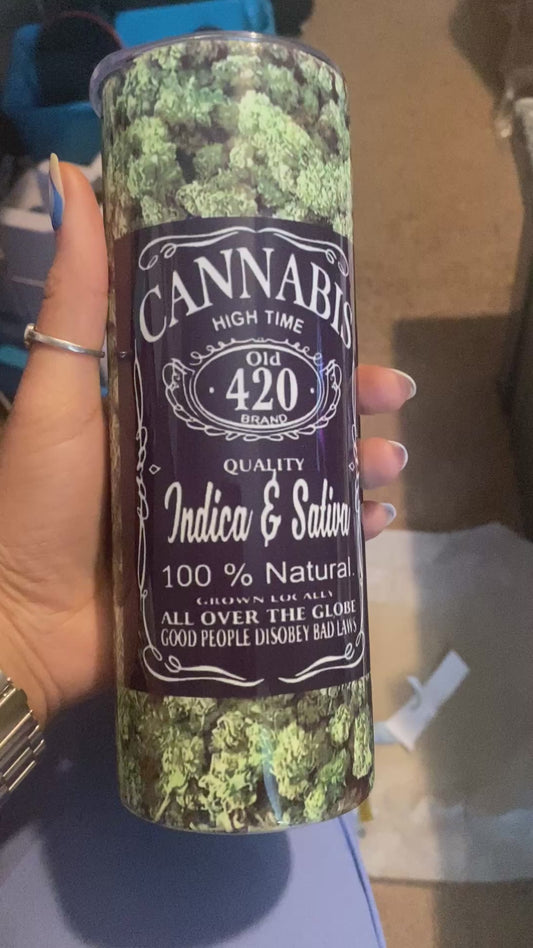 CANNABIS
HIGH TIME
Old
420
BRAND
QUALITY
Indica & Sativa
100 % Natural.
GROWN LOCALLY
ALL OVER THE GLOBE
GOOD PEOPLE DISOBEY BAD LAWS